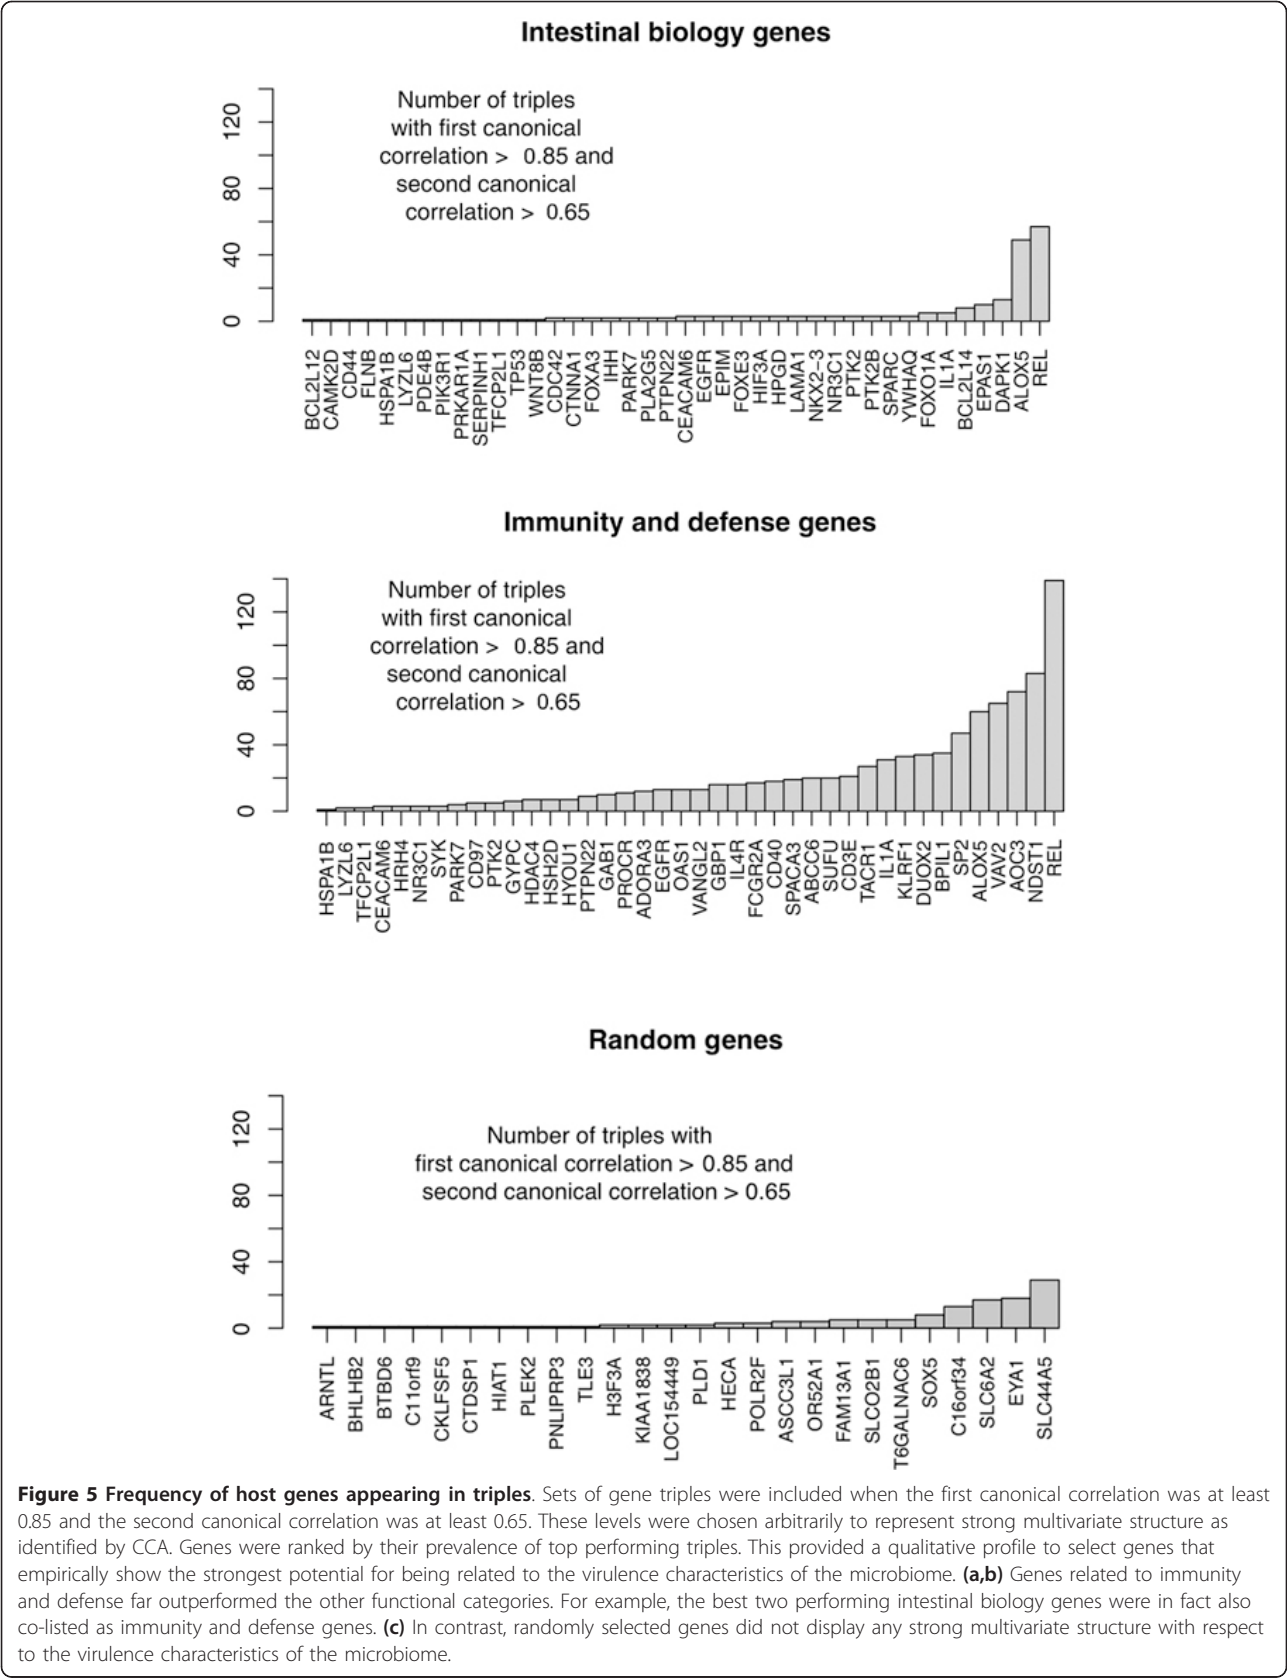 Intestinal biology genes
Number of triples
with first canonical
correlation > 0.85 and
second canonical
correlation > 0.65
120
80
40
0
BCL2L12
CAMK2D
CD44
FLNB
HSPA1B
LYZL6
PDE4B
PIK3R1
PRKAR1A
SERPINH1
TFCP2L1
TP53
WNT8B
CDC42
CTNNA1
FOXA3
IHH
PARK7
PLA2G5
PTPN22
CEACAM6
EGFR
EPIM
FOXE3
HIF3A
HPGD
LAMA1
NKX2−3
NR3C1
PTK2
PTK2B
SPARC
YWHAQ
FOXO1A
IL1A
BCL2L14
EPAS1
DAPK1
ALOX5
REL
Immunity and defense genes
Number of triples
with first canonical
correlation > 0.85 and
second canonical
correlation > 0.65
120
80
40
0
HSPA1B
LYZL6
TFCP2L1
CEACAM6
HRH4
NR3C1
SYK
PARK7
CD97
PTK2
GYPC
HDAC4
HSH2D
HYOU1
PTPN22
GAB1
PROCR
ADORA3
EGFR
OAS1
VANGL2
GBP1
IL4R
FCGR2A
CD40
SPACA3
ABCC6
SUFU
CD3E
TACR1
IL1A
KLRF1
DUOX2
BPIL1
SP2
ALOX5
VAV2
AOC3
NDST1
REL
Random genes
Number of triples with
first canonical correlation > 0.85 and
second canonical correlation > 0.65
120
80
40
0
ARNTL
BHLHB2
BTBD6
C11orf9
CKLFSF5
CTDSP1
HIAT1
PLEK2
PNLIPRP3
TLE3
H3F3A
KIAA1838
LOC154449
PLD1
HECA
POLR2F
ASCC3L1
OR52A1
FAM13A1
SLCO2B1
T6GALNAC6
SOX5
C16orf34
SLC6A2
EYA1
SLC44A5
Figure 5 Frequency of host genes appearing in triples. Sets of gene triples were included when the first canonical correlation was at least
0.85 and the second canonical correlation was at least 0.65. These levels were chosen arbitrarily to represent strong multivariate structure as
identified by CCA. Genes were ranked by their prevalence of top performing triples. This provided a qualitative profile to select genes that
empirically show the strongest potential for being related to the virulence characteristics of the microbiome. (a,b) Genes related to immunity
and defense far outperformed the other functional categories. For example, the best two performing intestinal biology genes were in fact also
co-listed as immunity and defense genes. (c) In contrast, randomly selected genes did not display any strong multivariate structure with respect
to the virulence characteristics of the microbiome.